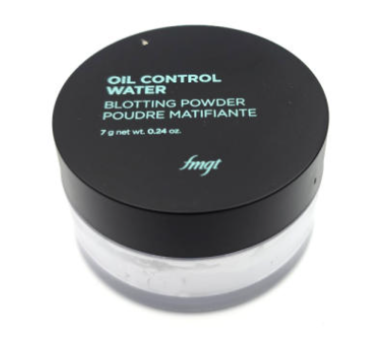 OIL CONTROL
WATER
BLOTTING POWDER
POUDRE MATIFIANTE
7 g net wt. 0.24 oz.
fmgt